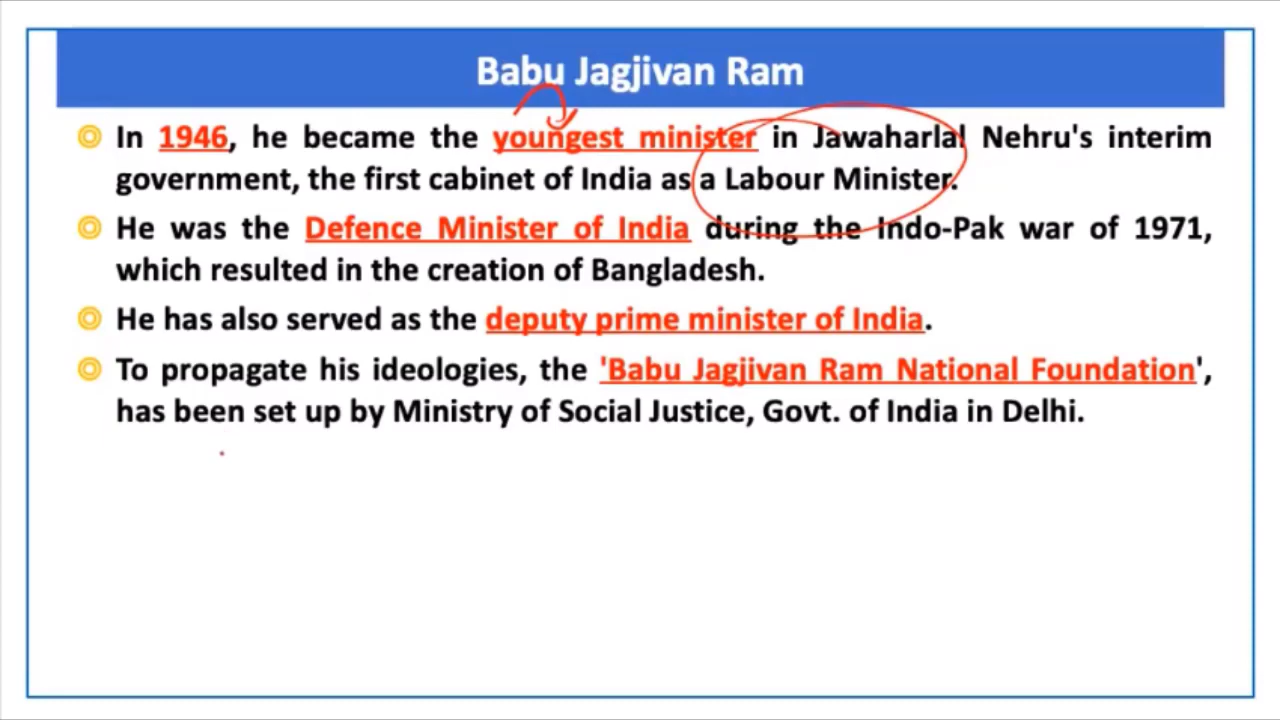 Babu Jagjivan Ram
In 1946, he became the youngest minister in Jawaharlal Nehru's interim
government, the first cabinet of India as a Labour Minister.
He was the Defence Minister of India during the Indo-Pak war of 1971,
which resulted in the creation of Bangladesh.
He has also served as the deputy prime minister of India.
To propagate his ideologies, the 'Babu Jagjivan Ram National Foundation',
has been set up by Ministry of Social Justice, Govt. of India in Delhi.